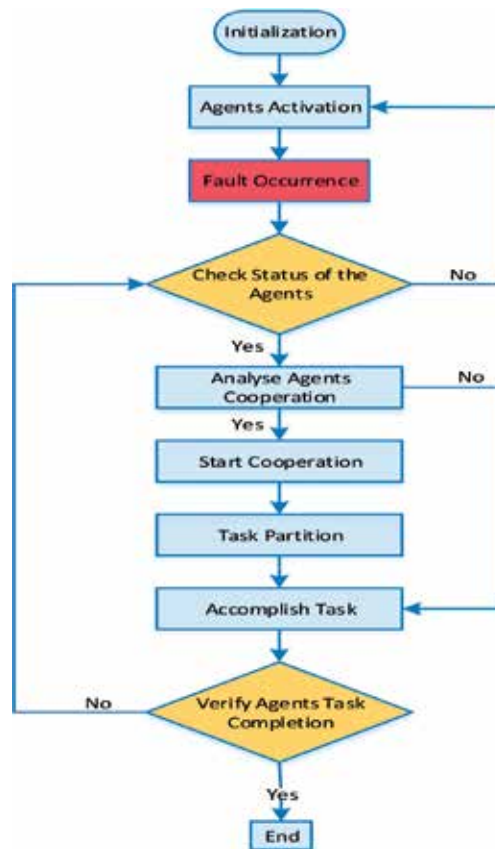 Initialization
Agents Activation
Fault Occurrence
Check Status of the
Agents
No
Yes
Analyse Agents
Cooperation
No
Yes
Start Cooperation
Task Partition
Accomplish Task
No
Verify Agents Task
Completion
Yes
End